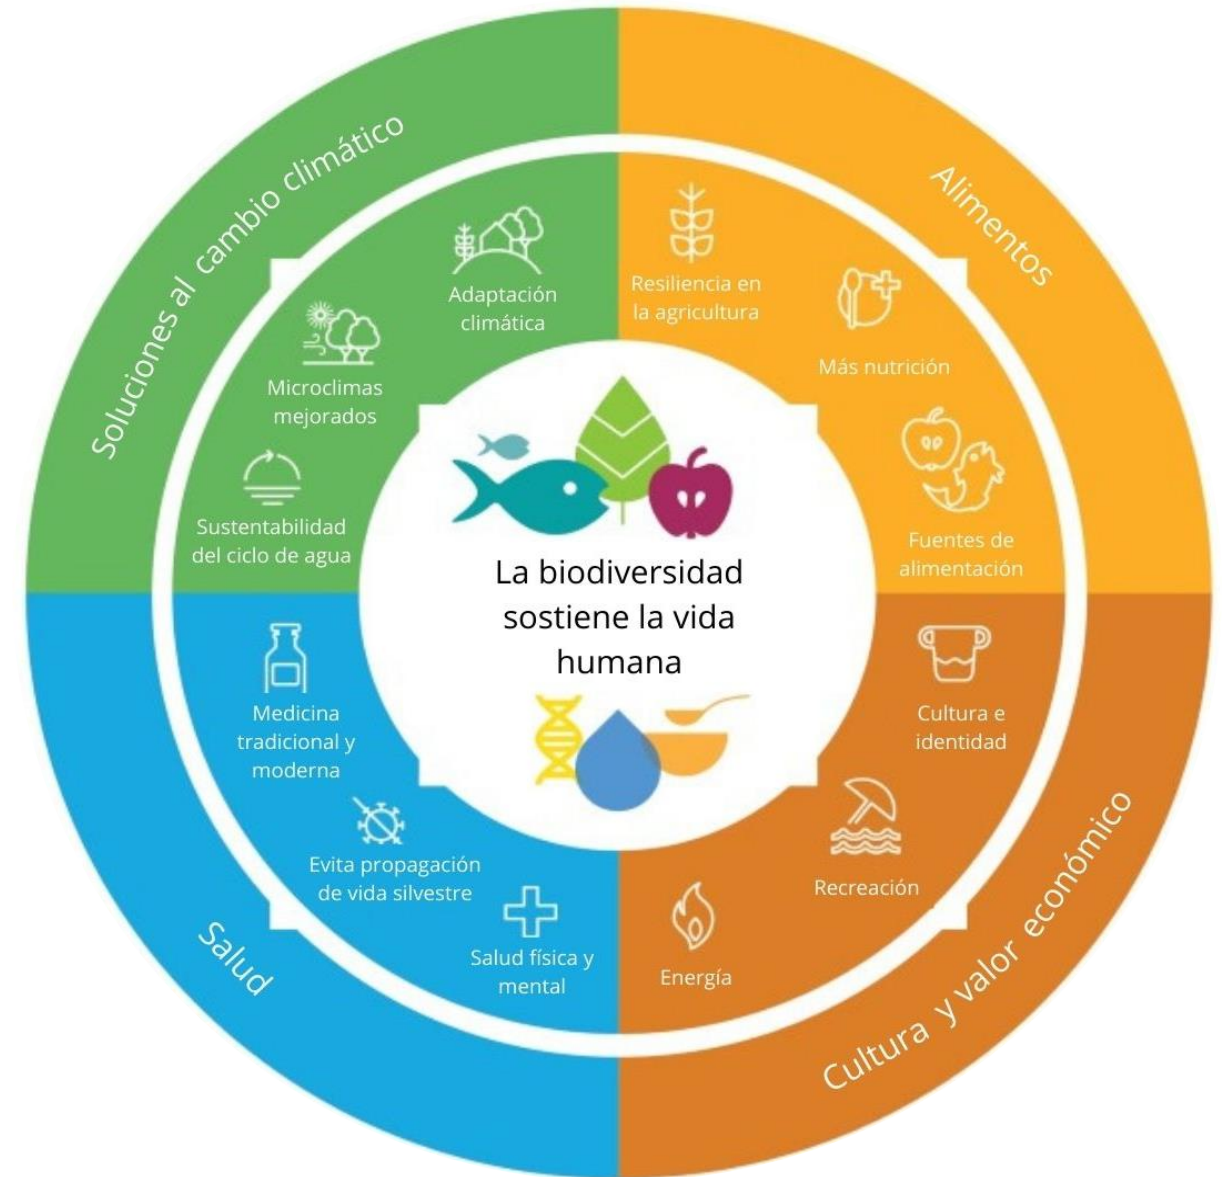 La biodiversidad
sostiene la vida
humana
Soluciones al cambio climático
Adaptación
climática
Microclimas
mejorados
Sustentabilidad
del ciclo de agua
Alimentos
Resiliencia en
la agricultura
Más nutrición
Fuentes de
alimentación
Cultura y valor económico
Cultura e
identidad
Recreación
Energía
Salud
Medicina
tradicional y
moderna
Evita propagación
de vida silvestre
Salud física y
mental